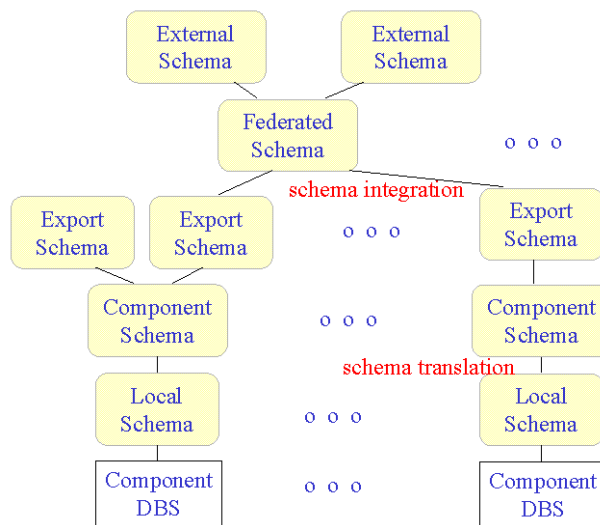 External
Schema
External
Schema
Federated
Schema
o o o
schema integration
Export
Schema
Export
Schema
o o o
Export
Schema
Component
Schema
o o o
Component
Schema
schema translation
Local
Schema
o o o
Local
Schema
Component
DBS
o o o
Component
DBS